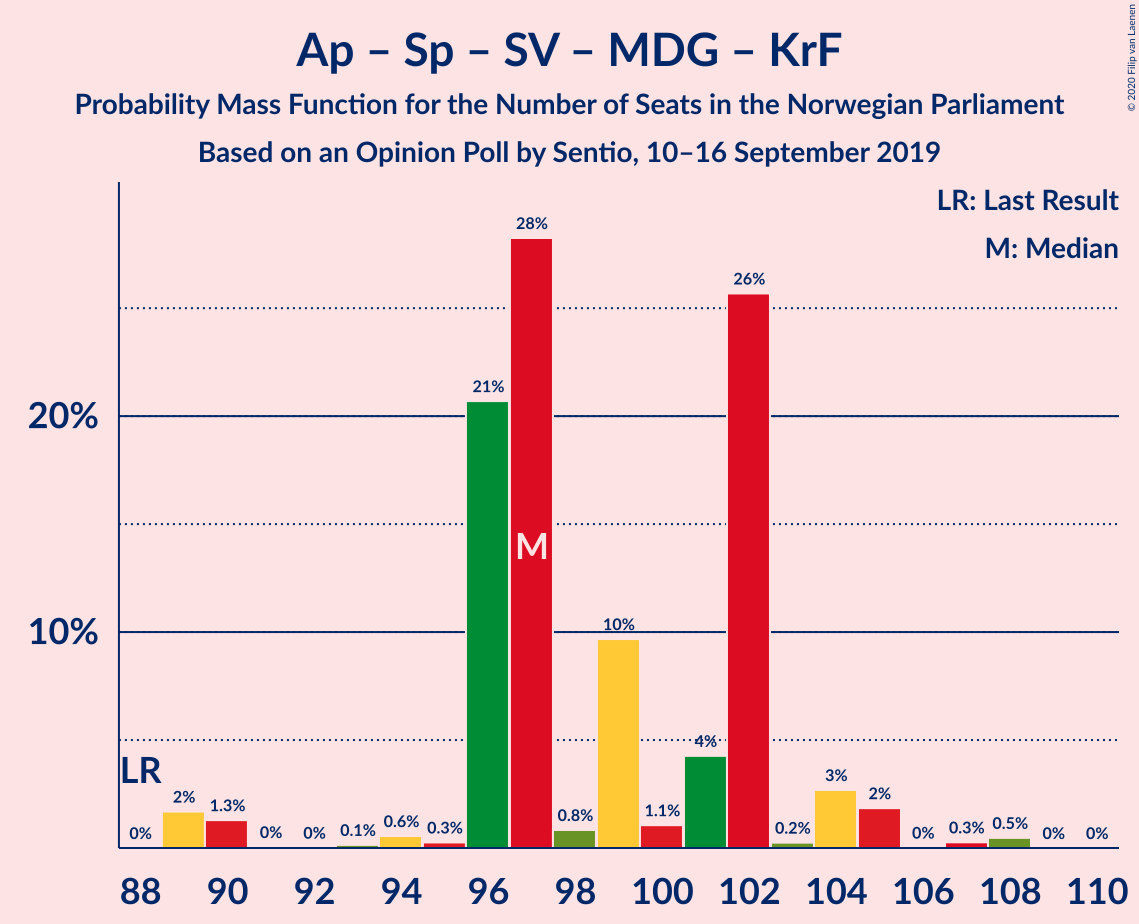 Ap – Sp – SV – MDG – KrF
Probability Mass Function for the Number of Seats in the Norwegian Parliament
Based on an Opinion Poll by Sentio, 10–16 September 2019
© 2020 Filip van Laenen
LR: Last Result
M: Median
28%
26%
21%
20%
M
10%
10%
4%
LR
3%
2%
2%
1.3%
1.1%
0.8%
0.6%
0.5%
0.3%
0.3%
0.2%
0.1%
0%
0%
0%
0%
0%
0%
88 90 92 94 96 98 100 102 104 106 108 110